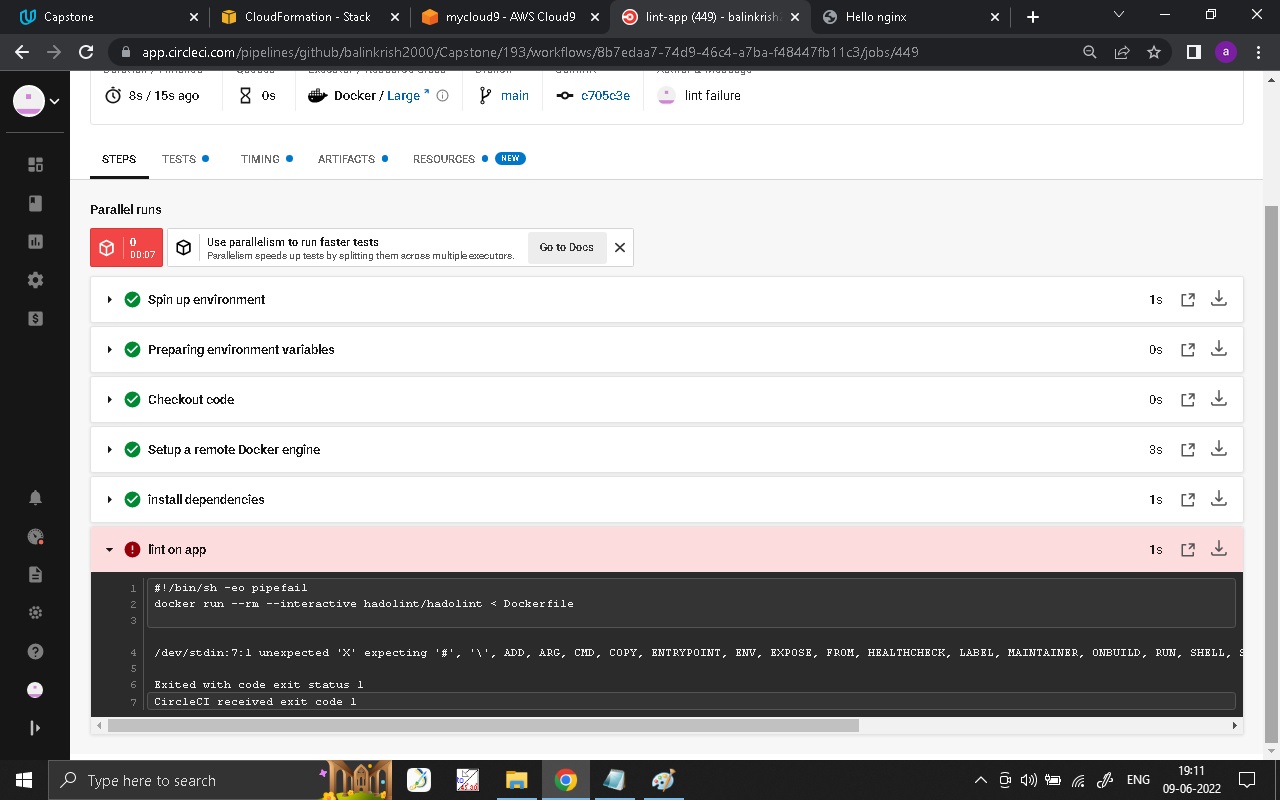 Capstone
CloudFormation - Stack
mycloud9 - AWS Cloud9
lint-app (449) - balinkrish2
Hello nginx
app.circleci.com/pipelines/github/balinkrish2000/Capstone/193/workflows/8b7edaa7-74d9-46c4-a7ba-f48447fb11c3/jobs/449
a
8s / 15s ago
0s
Docker / Large
main
c705c3e
lint failure
STEPS
TESTS
TIMING
ARTIFACTS
RESOURCES
NEW
Parallel runs
0
00:07
Use parallelism to run faster tests
Parallelism speeds up tests by splitting them across multiple executors.
Go to Docs
Spin up environment
1s
Preparing environment variables
0s
Checkout code
0s
Setup a remote Docker engine
3s
install dependencies
1s
lint on app
1s
1 #!/bin/sh -eo pipefail
2 docker run --rm --interactive hadolint/hadolint < Dockerfile
3
4 /dev/stdin:7:1 unexpected 'X' expecting '#', '\', ADD, ARG, CMD, COPY, ENTRYPOINT, ENV, EXPOSE, FROM, HEALTHCHECK, LABEL, MAINTAINER, ONBUILD, RUN, SHELL, S
5
6 Exited with code exit status 1
7 CircleCI received exit code 1
Type here to search
ENG
19:11
09-06-2022